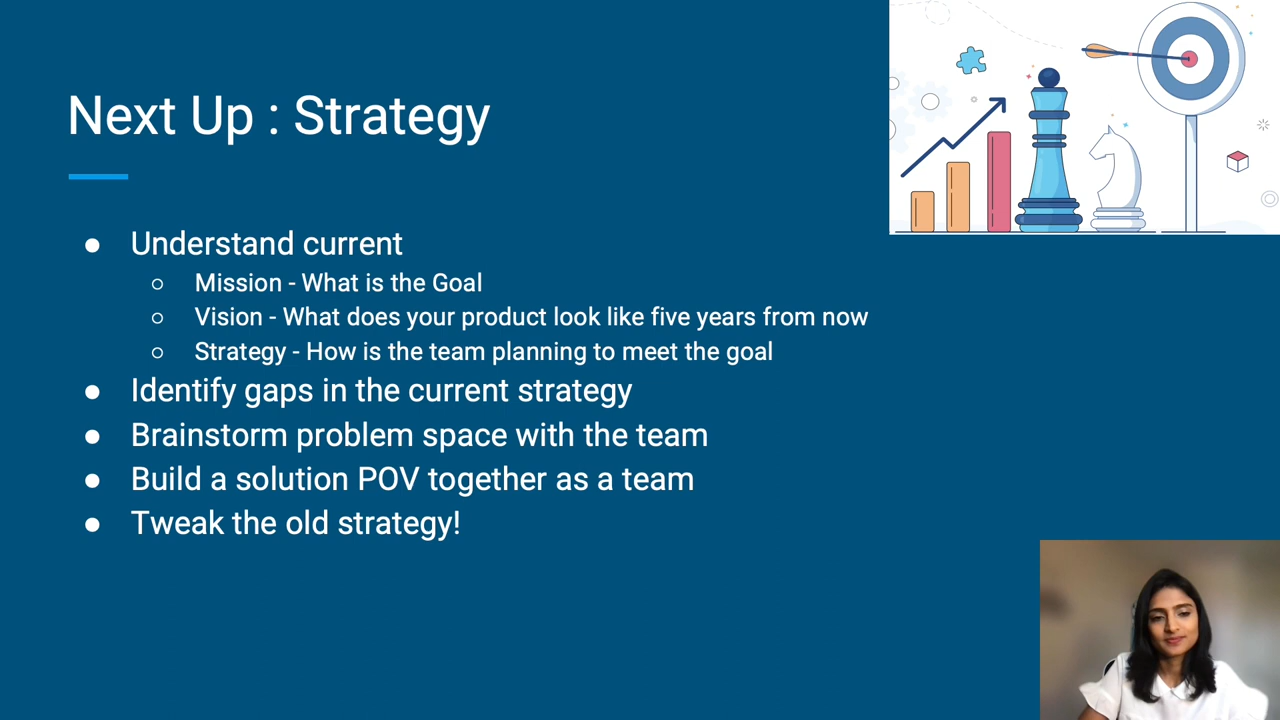 Next Up : Strategy
● Understand current
○ Mission - What is the Goal
○ Vision - What does your product look like five years from now
○ Strategy - How is the team planning to meet the goal
● Identify gaps in the current strategy
● Brainstorm problem space with the team
● Build a solution POV together as a team
● Tweak the old strategy!